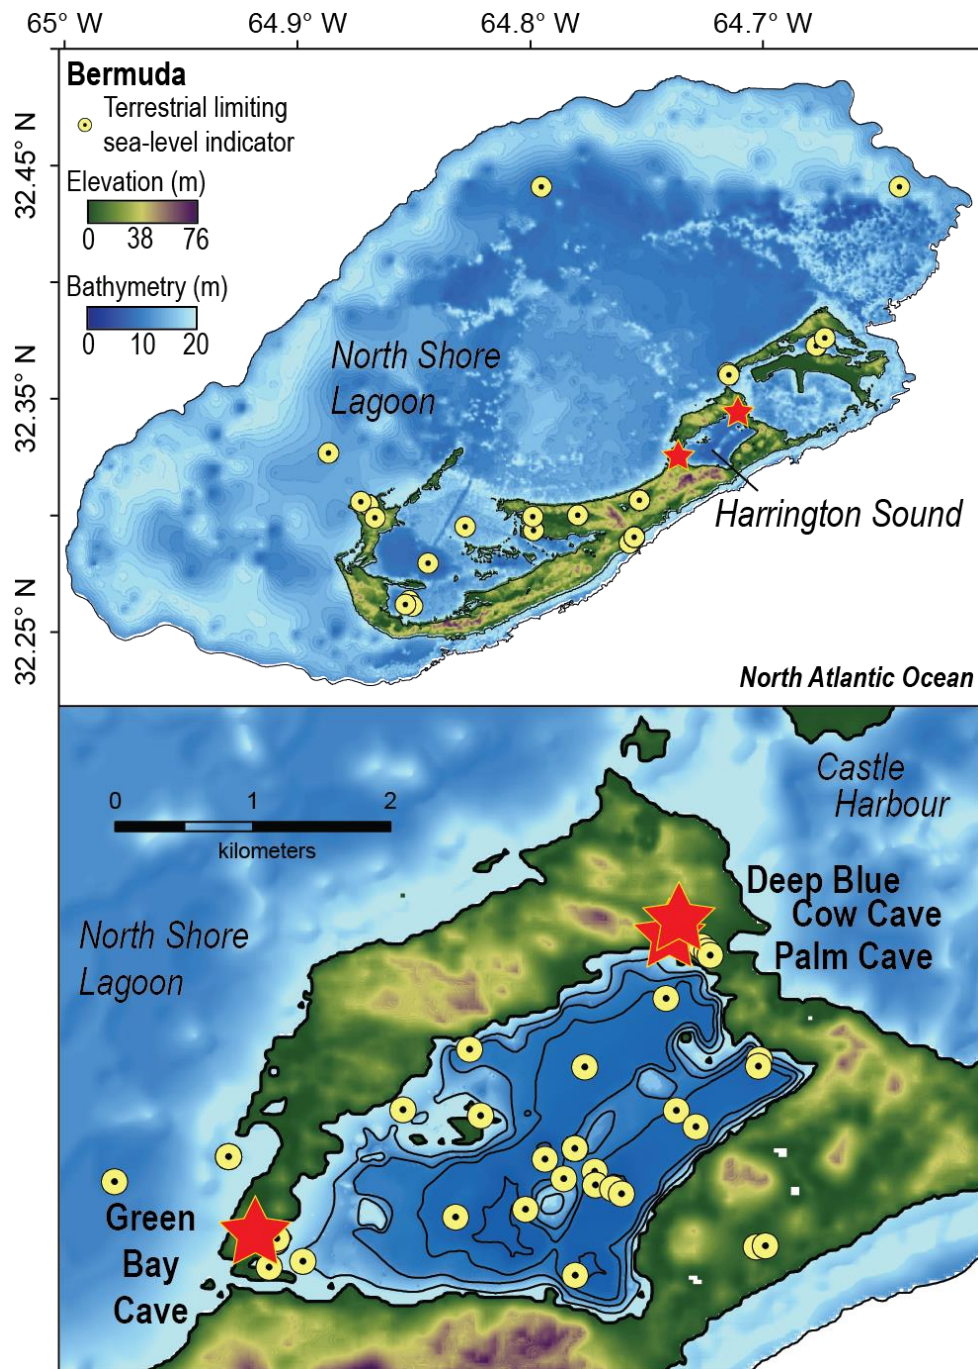 65° W 64.9° W 64.8° W 64.7° W
Bermuda
Terrestrial limiting
sea-level indicator
Elevation (m)
0 38 76
Bathymetry (m)
0 10 20
32.45° N
32.35° N
32.25° N
North Shore
Lagoon
Harrington Sound
North Atlantic Ocean
0 1 2
kilometers
Castle
Harbour
North Shore
Lagoon
Deep Blue
Cow Cave
Palm Cave
Green
Bay
Cave